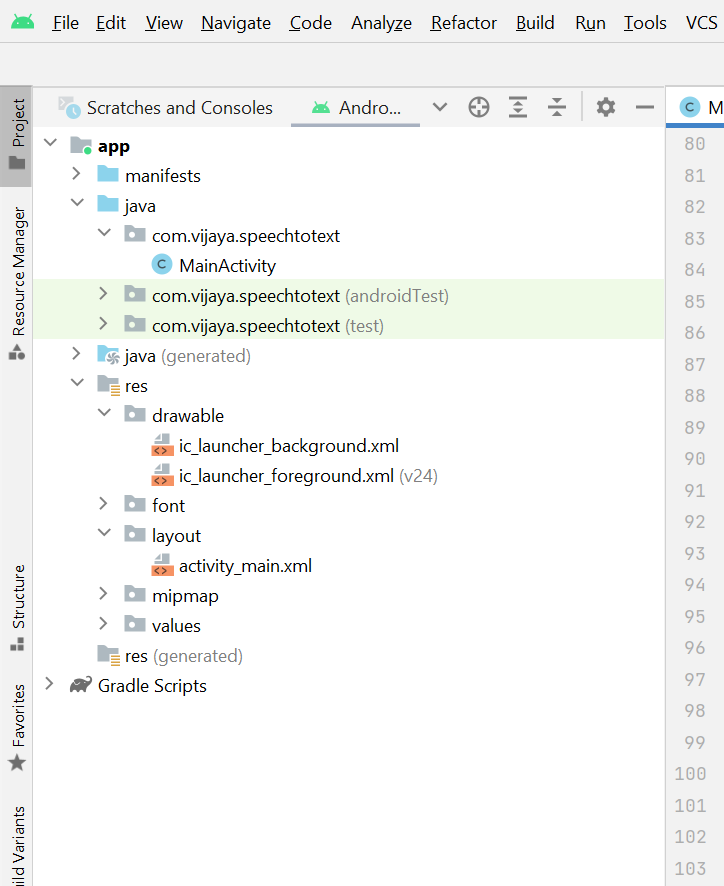 File Edit View Navigate Code Analyze Refactor Build Run Tools VCS
Project
Resource Manager
Structure
Favorites
ild Variants
Scratches and Consoles Andro... M
app
manifests
java
com.vijaya.speechtotext
C MainActivity
com.vijaya.speechtotext (androidTest)
com.vijaya.speechtotext (test)
java (generated)
res
drawable
ic_launcher_background.xml
ic_launcher_foreground.xml (v24)
font
layout
activity_main.xml
mipmap
values
res (generated)
Gradle Scripts
C
80
81
82
83
84
85
86
87
88
89
90
91
92
93
94
95
96
97
98
99
100
101
102
103